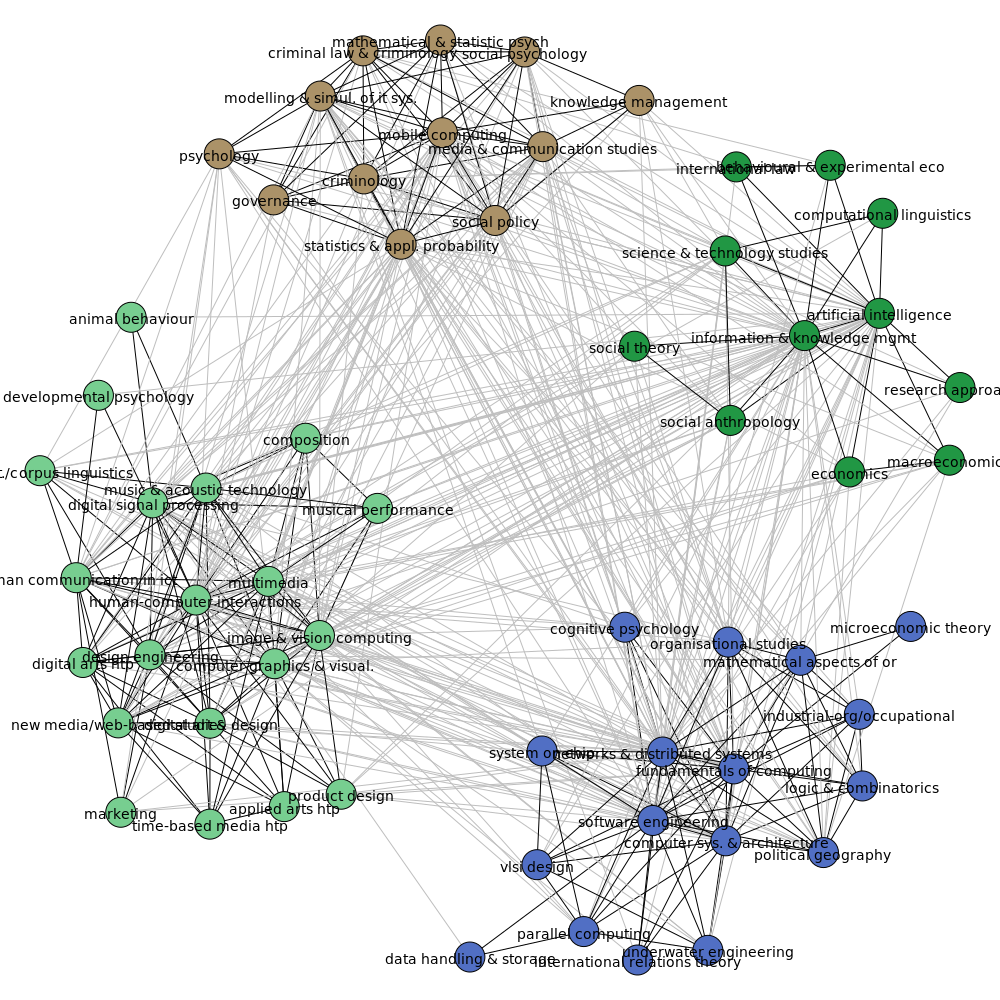 mathematical & statistic psych
criminal law & criminology
social psychology
modelling & simul. of it sys.
knowledge management
mobile computing
media & communication studies
psychology
criminology
governance
social policy
statistics & appl. probability
international law
behavioural & experimental eco
computational linguistics
science & technology studies
artificial intelligence
information & knowledge mgmt
social theory
research approa
social anthropology
macroeconomic
economics
animal behaviour
developmental psychology
composition
t./corpus linguistics
music & acoustic technology
digital signal processing
musical performance
man communication in ict
multimedia
human-computer interactions
image & vision computing
design engineering
digital arts htp
computer graphics & visual.
new media/web-based studies
digital art & design
product design
applied arts htp
marketing
time-based media htp
cognitive psychology
microeconomic theory
organisational studies
mathematical aspects of or
industrial-org/occupational
system on chip
networks & distributed systems
fundamentals of computing
logic & combinatorics
software engineering
computer sys. & architecture
political geography
vlsi design
parallel computing
underwater engineering
data handling & storage
international relations theory